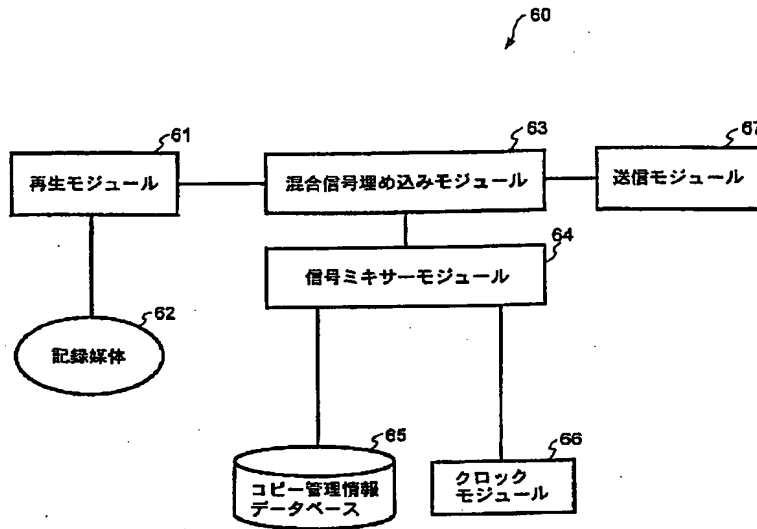 60
61
再生モジュール
63
混合信号埋め込みモジュール
67
送信モジュール
64
信号ミキサーモジュール
62
記録媒体
65
コピー管理情報
データベース
66
クロック
モジュール